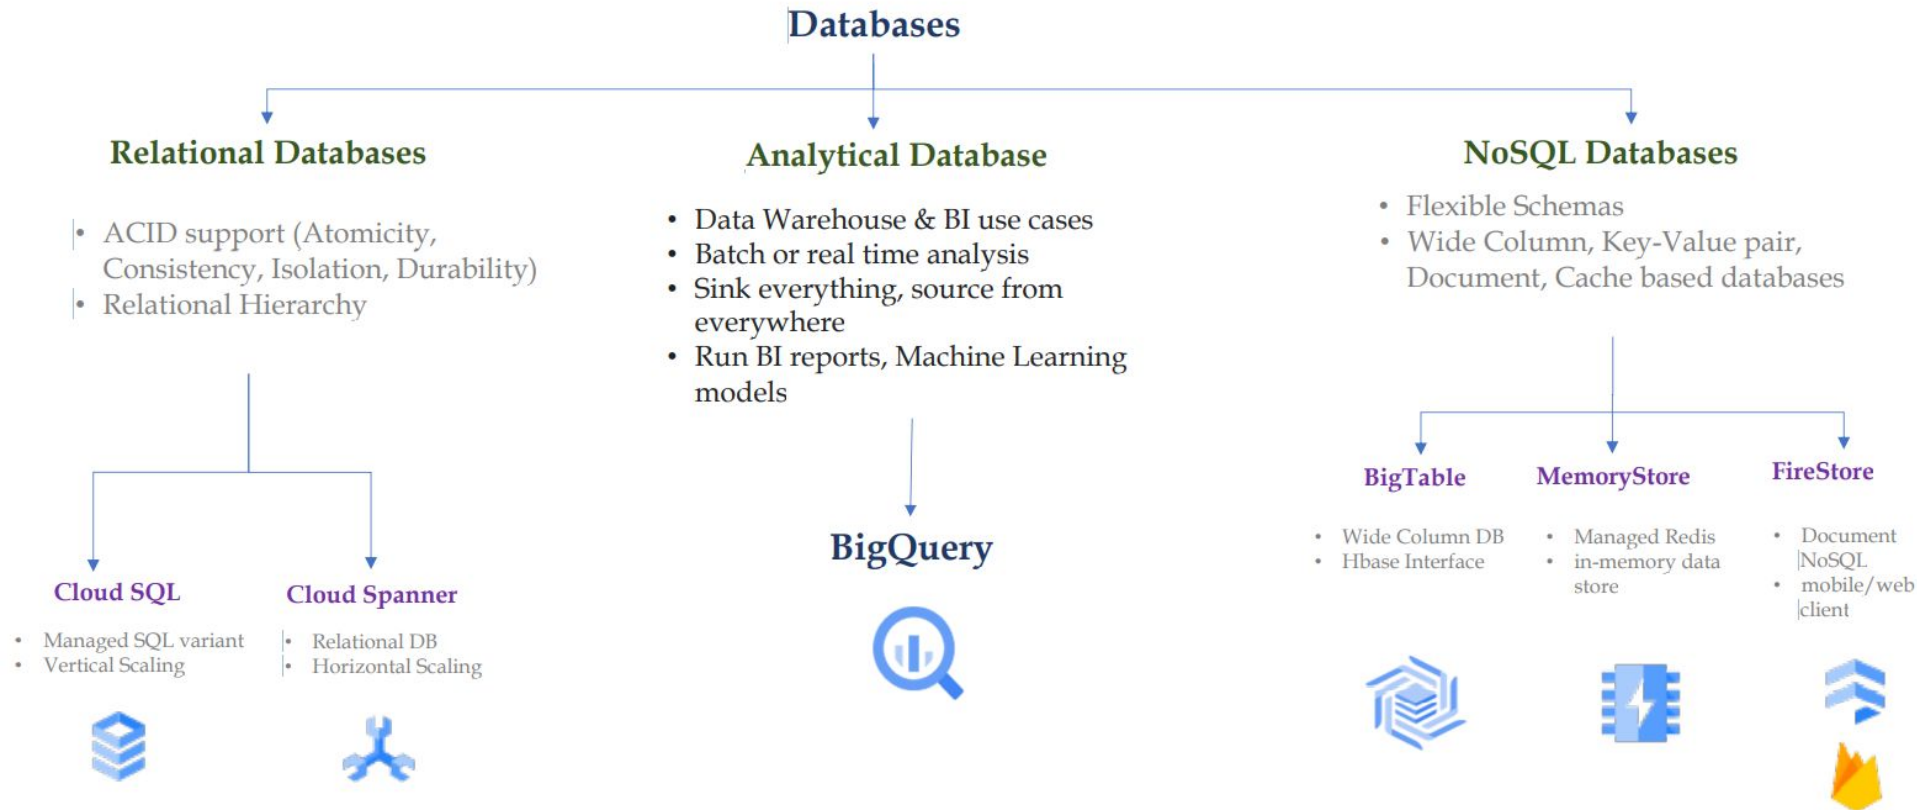 Databases
Relational Databases
• ACID support (Atomicity,
Consistency, Isolation, Durability)
• Relational Hierarchy
Analytical Database
• Data Warehouse & BI use cases
• Batch or real time analysis
• Sink everything, source from
everywhere
• Run BI reports, Machine Learning
models
NoSQL Databases
• Flexible Schemas
• Wide Column, Key-Value pair,
Document, Cache based databases
Cloud SQL
• Managed SQL variant
• Vertical Scaling
Cloud Spanner
• Relational DB
• Horizontal Scaling
BigQuery
BigTable
• Wide Column DB
• Hbase Interface
MemoryStore
• Managed Redis
• in-memory data
store
FireStore
• Document
NoSQL
• mobile/web
client